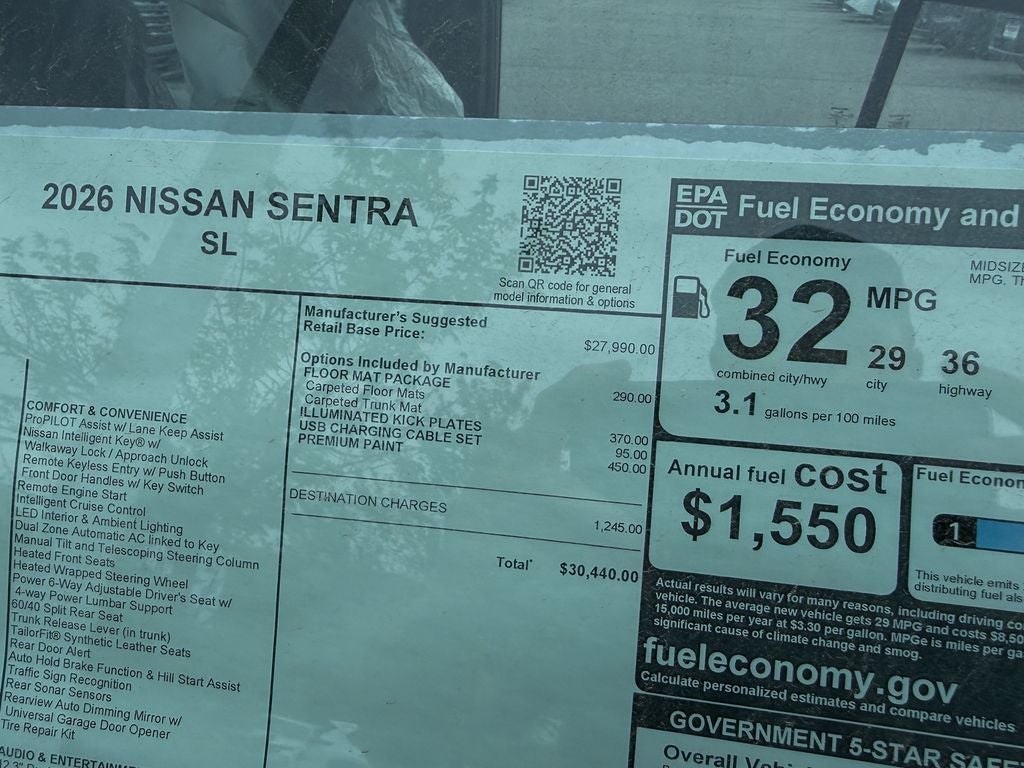 2026 NISSAN SENTRA
SL
Scan QR code for general
model information & options
Manufacturer's Suggested
Retail Base Price: $27,990.00
Options Included by Manufacturer
FLOOR MAT PACKAGE 290.00
Carpeted Floor Mats
Carpeted Trunk Mat
ILLUMINATED KICK PLATES 370.00
USB CHARGING CABLE SET 95.00
PREMIUM PAINT 450.00
DESTINATION CHARGES 1,245.00
Total* $30,440.00
COMFORT & CONVENIENCE
ProPILOT Assist w/ Lane Keep Assist
Nissan Intelligent Key® w/
Walkaway Lock / Approach Unlock
Remote Keyless Entry w/ Push Button
Front Door Handles w/ Key Switch
Remote Engine Start
Intelligent Cruise Control
LED Interior & Ambient Lighting
Dual Zone Automatic AC linked to Key
Manual Tilt and Telescoping Steering Column
Heated Front Seats
Heated Wrapped Steering Wheel
Power 6-Way Adjustable Driver's Seat w/
4-way Power Lumbar Support
60/40 Split Rear Seat
Trunk Release Lever (in trunk)
TailorFit® Synthetic Leather Seats
Rear Door Alert
Auto Hold Brake Function & Hill Start Assist
Traffic Sign Recognition
Rear Sonar Sensors
Rearview Auto Dimming Mirror w/
Universal Garage Door Opener
Tire Repair Kit
AUDIO & ENTERTAINM
12.3"
EPA
DOT
Fuel Economy and
Fuel Economy
MIDSIZE
MPG. T
32 MPG
29 36
combined city/hwy city highway
3.1 gallons per 100 miles
Annual fuel cost
$1,550
Fuel Econom
1
This vehicle emits
distributing fuel als
Actual results will vary for many reasons, including driving co
vehicle. The average new vehicle gets 29 MPG and costs $8,50
15,000 miles per year at $3.30 per gallon. MPGe is miles per ga
significant cause of climate change and smog.
fueleconomy.gov
Calculate personalized estimates and compare vehicles
GOVERNMENT 5-STAR SAFE
Overall Vehi